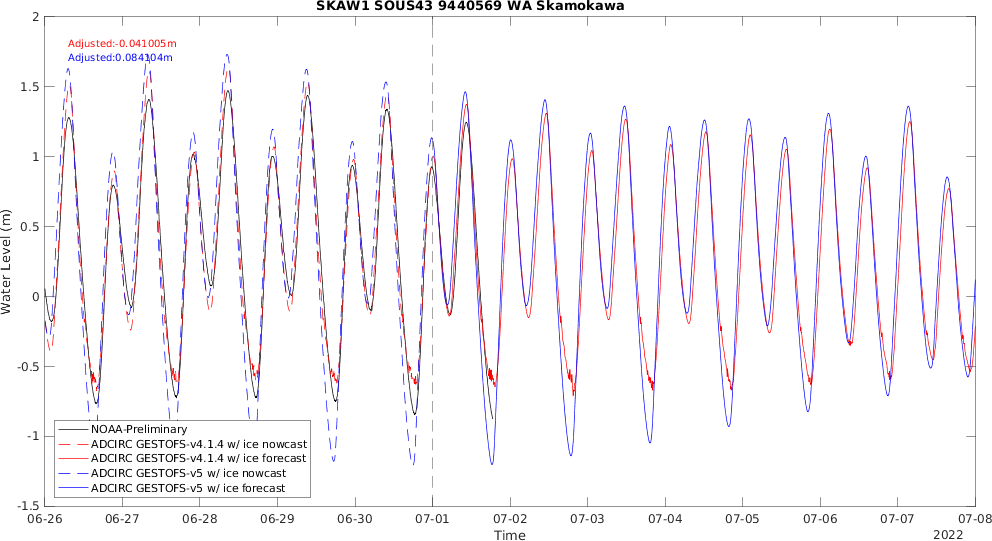 SKAW1 SOUS43 9440569 WA Skamokawa
Adjusted:-0.041005m
Adjusted:0.084104m
Water Level (m)
2
1.5
1
0.5
0
-0.5
-1
-1.5
NOAA-Preliminary
ADCIRC GESTOFS-v4.1.4 w/ ice nowcast
ADCIRC GESTOFS-v4.1.4 w/ ice forecast
ADCIRC GESTOFS-v5 w/ ice nowcast
ADCIRC GESTOFS-v5 w/ ice forecast
06-26 06-27 06-28 06-29 06-30 07-01 07-02 07-03 07-04 07-05 07-06 07-07 07-08
Time
2022